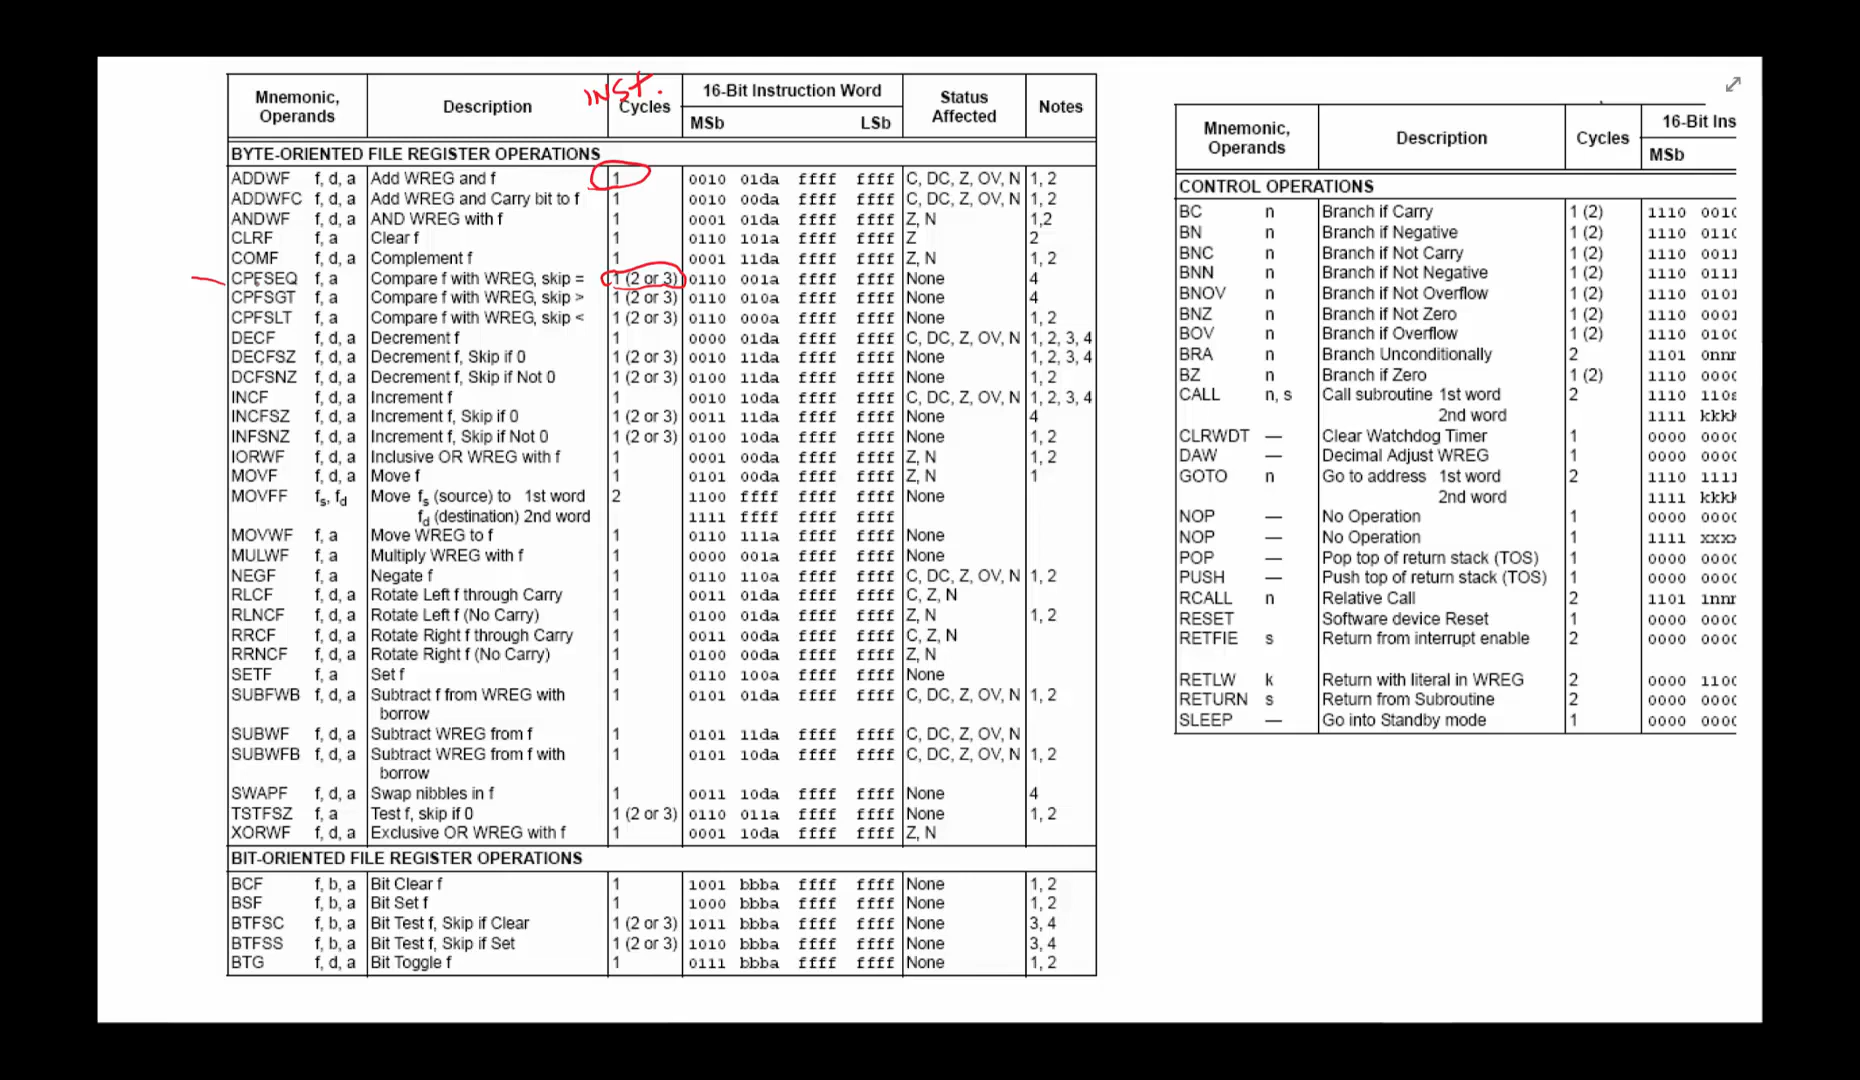 INST.
Mnemonic, Operands Description Cycles 16-Bit Instruction Word MSb LSb Status Affected Notes
BYTE-ORIENTED FILE REGISTER OPERATIONS
ADDWF f, d, a Add WREG and f 1 0010 01da ffff ffff C, DC, Z, OV, N 1, 2
ADDWFC f, d, a Add WREG and Carry bit to f 1 0010 00da ffff ffff C, DC, Z, OV, N 1, 2
ANDWF f, d, a AND WREG with f 1 0001 01da ffff ffff Z, N 1,2
CLRF f, a Clear f 1 0110 101a ffff ffff Z 2
COMF f, d, a Complement f 1 0001 11da ffff ffff Z, N 1, 2
CPFSEQ f, a Compare f with WREG, skip = 1 (2 or 3) 0110 001a ffff ffff None 4
CPFSGT f, a Compare f with WREG, skip > 1 (2 or 3) 0110 010a ffff ffff None 4
CPFSLT f, a Compare f with WREG, skip < 1 (2 or 3) 0110 000a ffff ffff None 1, 2
DECF f, d, a Decrement f 1 0000 01da ffff ffff C, DC, Z, OV, N 1, 2, 3, 4
DECFSZ f, d, a Decrement f, Skip if 0 1 (2 or 3) 0010 11da ffff ffff None 1, 2, 3, 4
DCFSNZ f, d, a Decrement f, Skip if Not 0 1 (2 or 3) 0100 11da ffff ffff None 1, 2
INCF f, d, a Increment f 1 0010 10da ffff ffff C, DC, Z, OV, N 1, 2, 3, 4
INCFSZ f, d, a Increment f, Skip if 0 1 (2 or 3) 0011 11da ffff ffff None 4
INFSNZ f, d, a Increment f, Skip if Not 0 1 (2 or 3) 0100 10da ffff ffff None 1, 2
IORWF f, d, a Inclusive OR WREG with f 1 0001 00da ffff ffff Z, N 1, 2
MOVF f, d, a Move f 1 0101 00da ffff ffff Z, N 1
MOVFF fs, fd Move fs (source) to 1st word 2 1100 ffff ffff ffff None
fd (destination) 2nd word 1111 ffff ffff ffff
MOVWF f, a Move WREG to f 1 0110 111a ffff ffff None
MULWF f, a Multiply WREG with f 1 0000 001a ffff ffff None
NEGF f, a Negate f 1 0110 110a ffff ffff C, DC, Z, OV, N 1, 2
RLCF f, d, a Rotate Left f through Carry 1 0011 01da ffff ffff C, Z, N
RLNCF f, d, a Rotate Left f (No Carry) 1 0100 01da ffff ffff Z, N 1, 2
RRCF f, d, a Rotate Right f through Carry 1 0011 00da ffff ffff C, Z, N
RRNCF f, d, a Rotate Right f (No Carry) 1 0100 00da ffff ffff Z, N
SETF f, a Set f 1 0110 100a ffff ffff None
SUBFWB f, d, a Subtract f from WREG with 1 0101 01da ffff ffff C, DC, Z, OV, N 1, 2
borrow
SUBWF f, d, a Subtract WREG from f 1 0101 11da ffff ffff C, DC, Z, OV, N
SUBWFB f, d, a Subtract WREG from f with 1 0101 10da ffff ffff C, DC, Z, OV, N 1, 2
borrow
SWAPF f, d, a Swap nibbles in f 1 0011 10da ffff ffff None 4
TSTFSZ f, a Test f, skip if 0 1 (2 or 3) 0110 011a ffff ffff None 1, 2
XORWF f, d, a Exclusive OR WREG with f 1 0001 10da ffff ffff Z, N
BIT-ORIENTED FILE REGISTER OPERATIONS
BCF f, b, a Bit Clear f 1 1001 bbba ffff ffff None 1, 2
BSF f, b, a Bit Set f 1 1000 bbba ffff ffff None 1, 2
BTFSC f, b, a Bit Test f, Skip if Clear 1 (2 or 3) 1011 bbba ffff ffff None 3, 4
BTFSS f, b, a Bit Test f, Skip if Set 1 (2 or 3) 1010 bbba ffff ffff None 3, 4
BTG f, d, a Bit Toggle f 1 0111 bbba ffff ffff None 1, 2
Mnemonic, Operands Description Cycles 16-Bit Ins MSb
CONTROL OPERATIONS
BC n Branch if Carry 1 (2) 1110 001
BN n Branch if Negative 1 (2) 1110 011
BNC n Branch if Not Carry 1 (2) 1110 001
BNN n Branch if Not Negative 1 (2) 1110 011
BNOV n Branch if Not Overflow 1 (2) 1110 010
BNZ n Branch if Not Zero 1 (2) 1110 000
BOV n Branch if Overflow 1 (2) 1110 010
BRA n Branch Unconditionally 2 1101 0nn
BZ n Branch if Zero 1 (2) 1110 000
CALL n, s Call subroutine 1st word 2 1110 110
2nd word 1111 kkk
CLRWDT — Clear Watchdog Timer 1 0000 000
DAW — Decimal Adjust WREG 1 0000 000
GOTO n Go to address 1st word 2 1110 111
2nd word 1111 kkk
NOP — No Operation 1 0000 000
NOP — No Operation 1 1111 xxx
POP — Pop top of return stack (TOS) 1 0000 000
PUSH — Push top of return stack (TOS) 1 0000 000
RCALL n Relative Call 2 1101 1nn
RESET Software device Reset 1 0000 000
RETFIE s Return from interrupt enable 2 0000 000
RETLW k Return with literal in WREG 2 0000 110
RETURN s Return from Subroutine 2 0000 000
SLEEP — Go into Standby mode 1 0000 000